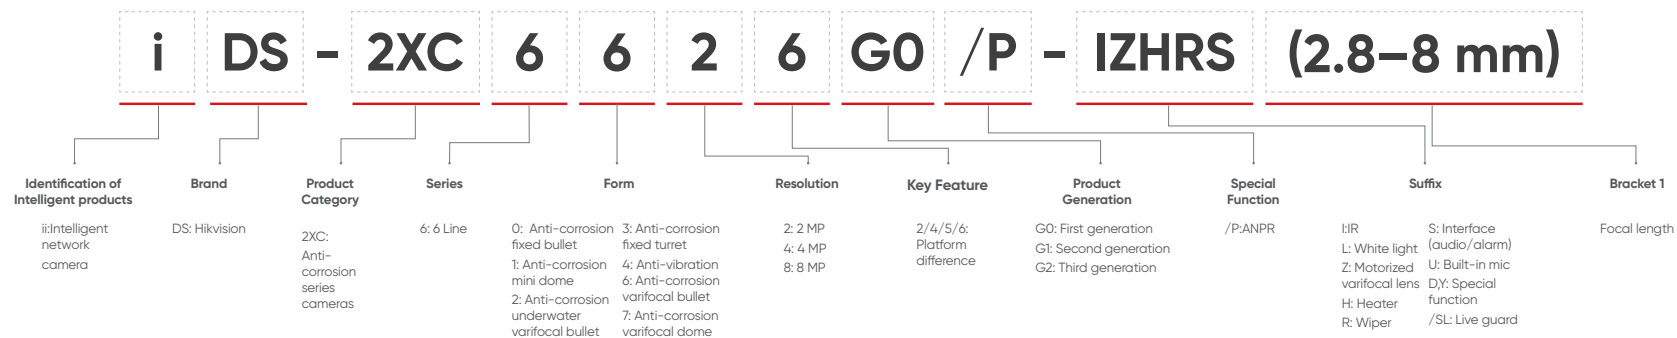 i DS - 2XC 6 6 2 6 G0 /P - IZHRS (2.8–8 mm)
Identification of
Intelligent products
ii:Intelligent
network
camera
Brand
DS: Hikvision
Product
Category
2XC:
Anti-
corrosion
series
cameras
Series
6: 6 Line
Form
0: Anti-corrosion
fixed bullet
1: Anti-corrosion
mini dome
2: Anti-corrosion
underwater
varifocal bullet
3: Anti-corrosion
fixed turret
4: Anti-vibration
6: Anti-corrosion
varifocal bullet
7: Anti-corrosion
varifocal dome
Resolution
2: 2 MP
4: 4 MP
8: 8 MP
Key Feature
2/4/5/6:
Platform
difference
Product
Generation
G0: First generation
G1: Second generation
G2: Third generation
Special
Function
/P:ANPR
Suffix
I:IR
L: White light
Z: Motorized
varifocal lens
H: Heater
R: Wiper
S: Interface
(audio/alarm)
U: Built-in mic
D,Y: Special
function
/SL: Live guard
Bracket 1
Focal length